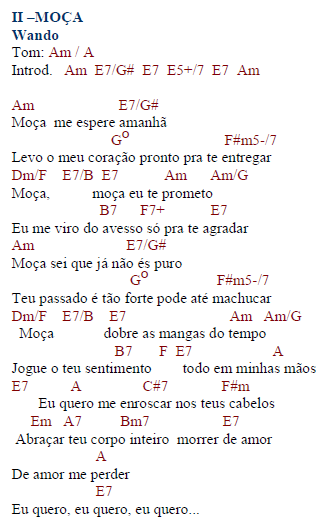 II –MOÇA
Wando
Tom: Am / A
Introd. Am E7/G# E7 E5+/7 E7 Am
Am E7/G#
Moça me espere amanhã
Gº F#m5-/7
Levo o meu coração pronto pra te entregar
Dm/F E7/B E7 Am Am/G
Moça, moça eu te prometo
B7 F7+ E7
Eu me viro do avesso só pra te agradar
Am E7/G#
Moça sei que já não és puro
Gº F#m5-/7
Teu passado é tão forte pode até machucar
Dm/F E7/B E7 Am Am/G
Moça dobre as mangas do tempo
B7 F E7 A
Jogue o teu sentimento todo em minhas mãos
E7 A C#7 F#m
Eu quero me enroscar nos teus cabelos
Em A7 Bm7 E7
Abraçar teu corpo inteiro morrer de amor
A
De amor me perder
E7
Eu quero, eu quero, eu quero...